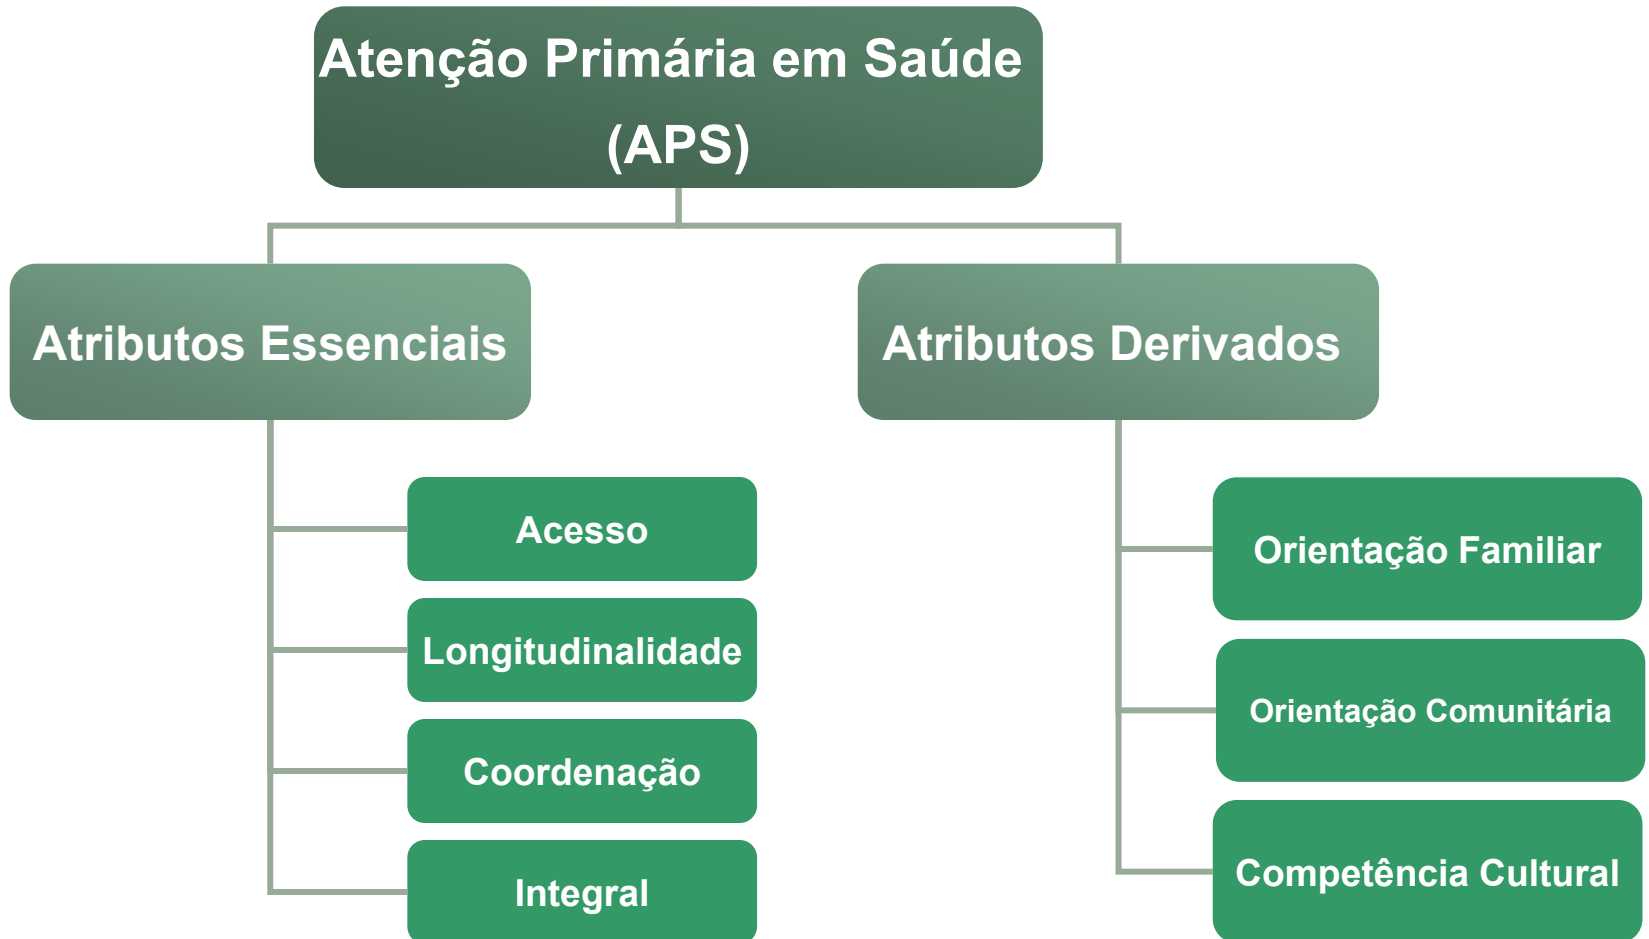 Atenção Primária em Saúde
(APS)
Atributos Essenciais
Acesso
Longitudinalidade
Coordenação
Integral
Atributos Derivados
Orientação Familiar
Orientação Comunitária
Competência Cultural